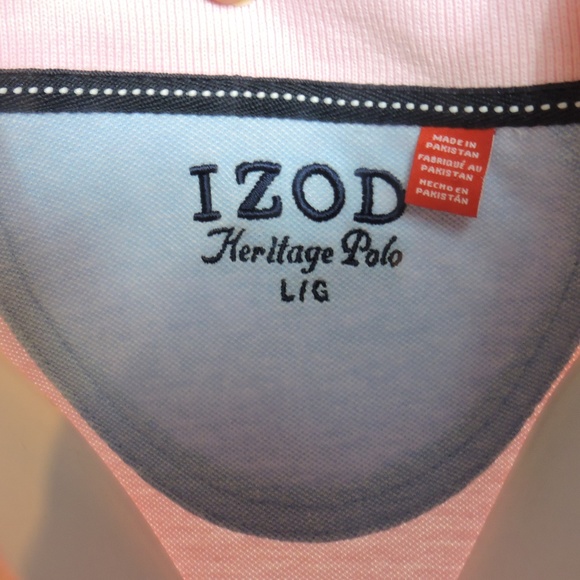 IZOD
Heritage Polo
L/G
MADE IN
PAKISTAN
FABRIQUÉ AU
PAKISTAN
HECHO EN
PAKISTÁN